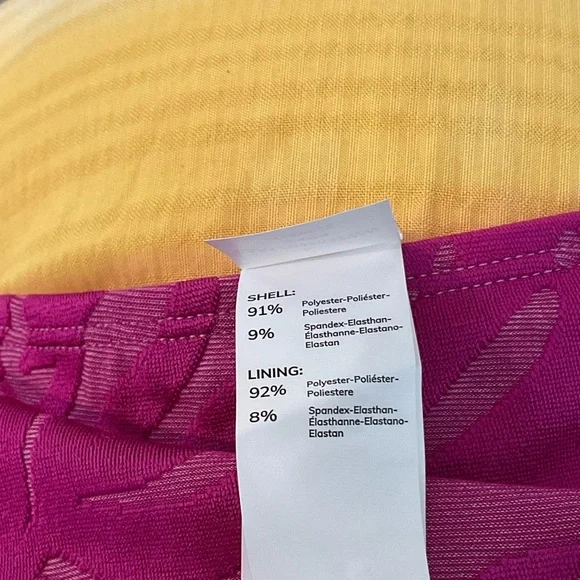 SHELL:
91% Polyester-Poliéster-
Poliestere
9% Spandex-Elasthan-
Élasthanne-Elastano-
Elastan
LINING:
92% Polyester-Poliéster-
Poliestere
8% Spandex-Elasthan-
Élasthanne-Elastano-
Elastan